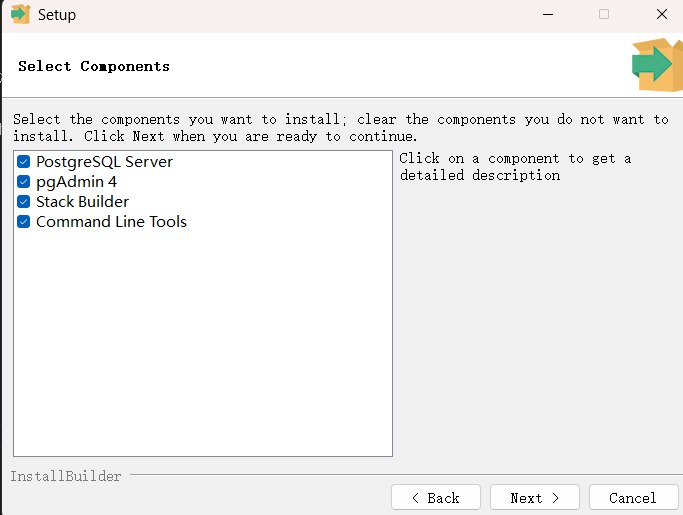 Setup
Select Components
Select the components you want to install; clear the components you do not want to
install. Click Next when you are ready to continue.
PostgreSQL Server
pgAdmin 4
Stack Builder
Command Line Tools
Click on a component to get a
detailed description
InstallBuilder
< Back
Next >
Cancel